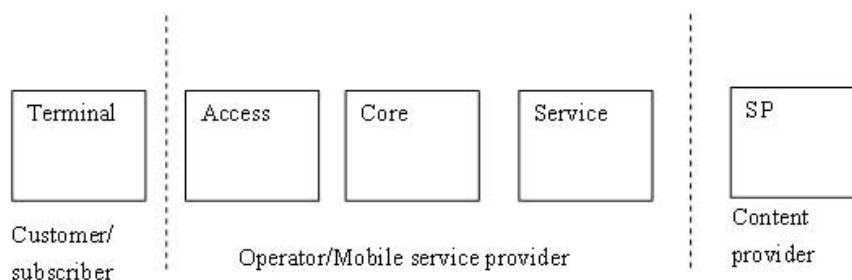 Terminal
Access
Core
Service
SP
Customer/
subscriber
Operator/Mobile service provider
Content
provider